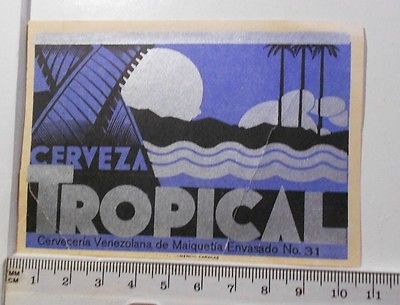 CERVEZA
TROPICAL
Cervecería Venezolana de Maiquetía Envasado No. 31
MM
CM
1 2 3 4 5 6 7 8 9 10 11